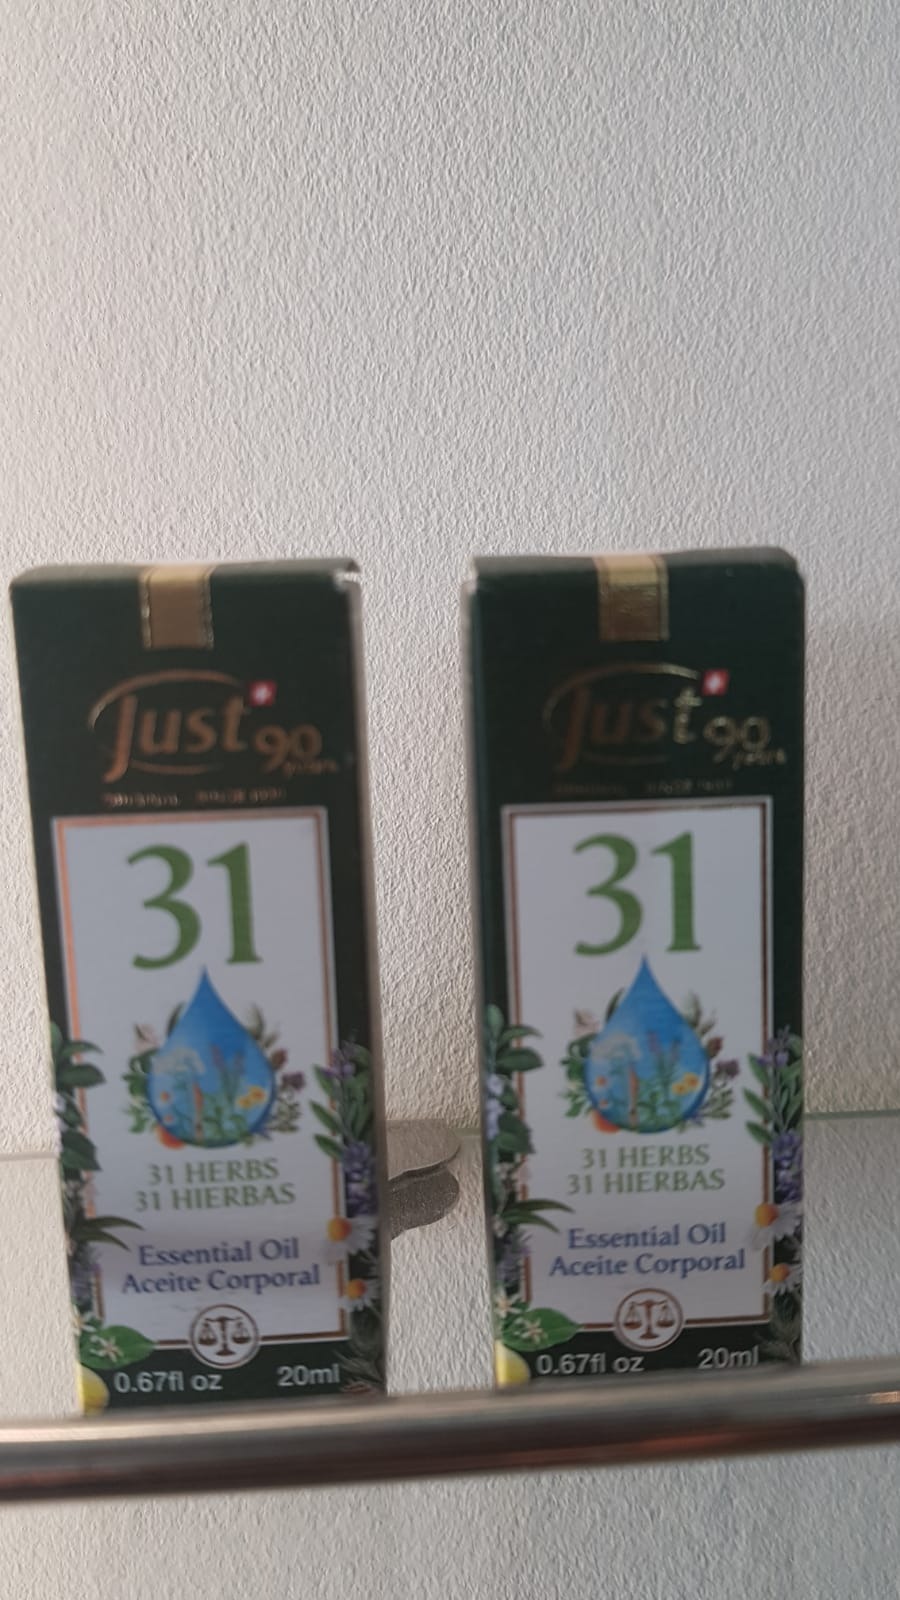 Just 90
years
31
31 HERBS
31 HIERBAS
Essential Oil
Aceite Corporal
0.67fl oz 20ml
Just 90
years
31
31 HERBS
31 HIERBAS
Essential Oil
Aceite Corporal
0.67fl oz 20ml